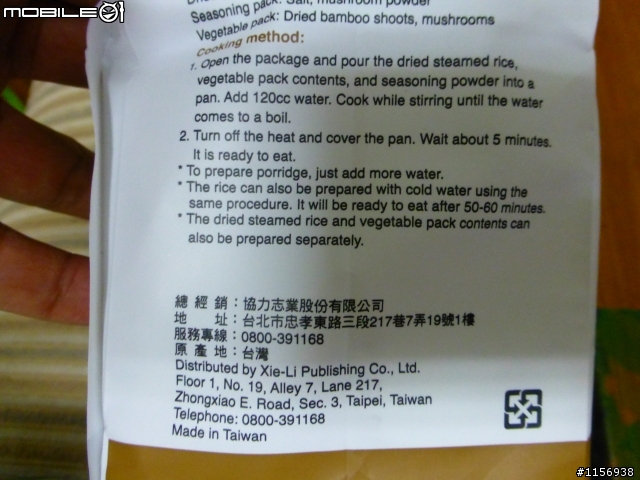 MOBILE01
Seasoning pack: Salt, mushroom powder
Vegetable pack: Dried bamboo shoots, mushrooms
Cooking method:
1. Open the package and pour the dried steamed rice,
vegetable pack contents, and seasoning powder into a
pan. Add 120cc water. Cook while stirring until the water
comes to a boil.
2. Turn off the heat and cover the pan. Wait about 5 minutes.
It is ready to eat.
* To prepare porridge, just add more water.
* The rice can also be prepared with cold water using the
same procedure. It will be ready to eat after 50-60 minutes.
* The dried steamed rice and vegetable pack contents can
also be prepared separately.
總經銷：協力志業股份有限公司
地址：台北市忠孝東路三段217巷7弄19號1樓
服務專線：0800-391168
原產地：台灣
Distributed by Xie-Li Publishing Co., Ltd.
Floor 1, No. 19, Alley 7, Lane 217,
Zhongxiao E. Road, Sec. 3, Taipei, Taiwan
Telephone: 0800-391168
Made in Taiwan
#1156938